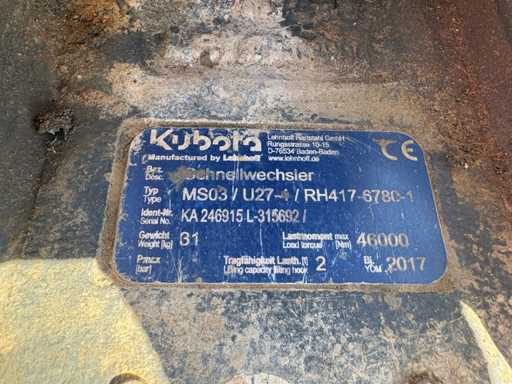 Kubota
Manufactured by Lehnhoff
Lehnhoff Hartstahl GmbH
Rungestrasse 10-15
D-76534 Baden-Baden
www.lehnhoff.de
CE
Bez. Schnellwechsler
Desc.
Typ MS03 / U27-4 / RH417-6780-1
Type
Ident-Nr. KA 246915 L-315692 /
Serial No.
Gewicht 31 Lastmoment max 46000
Weight [kg] Load torque [Nm]
Pmax Tragfähigkeit Lasth. [t] 2 Bj. 2017
[bar] Lifting capacity lifting hook YOM